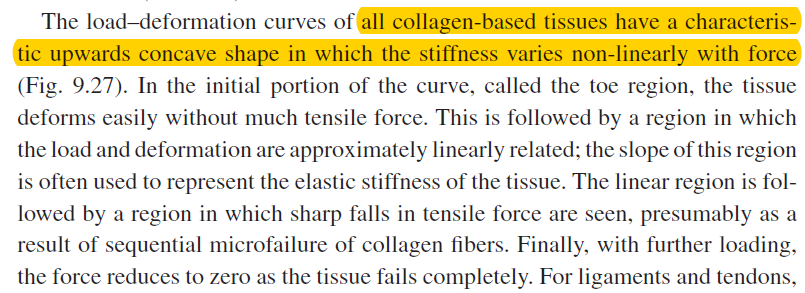 The load–deformation curves of all collagen-based tissues have a characteris-
tic upwards concave shape in which the stiffness varies non-linearly with force
(Fig. 9.27). In the initial portion of the curve, called the toe region, the tissue
deforms easily without much tensile force. This is followed by a region in which
the load and deformation are approximately linearly related; the slope of this region
is often used to represent the elastic stiffness of the tissue. The linear region is fol-
lowed by a region in which sharp falls in tensile force are seen, presumably as a
result of sequential microfailure of collagen fibers. Finally, with further loading,
the force reduces to zero as the tissue fails completely. For ligaments and tendons,